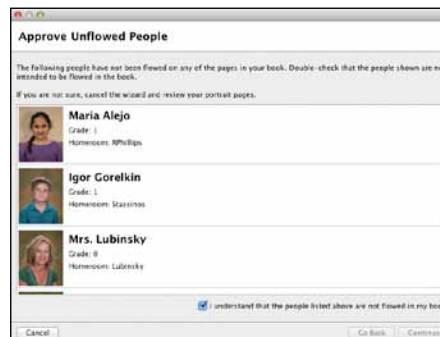 Approve Unflowed People
The following people have not been flowed on any of the pages in your book. Double-check that the people shown are no
intended to be flowed in the book.
If you are not sure, cancel the wizard and review your portrait pages.
Maria Alejo
Grade: 1
Homeroom: RPhillips
Igor Gorelkin
Grade: 1
Homeroom: Stassinos
Mrs. Lubinsky
Grade: 0
Homeroom: Lubinsky
I understand that the people listed above are not flowed in my boo
Cancel
Go Back
Continue